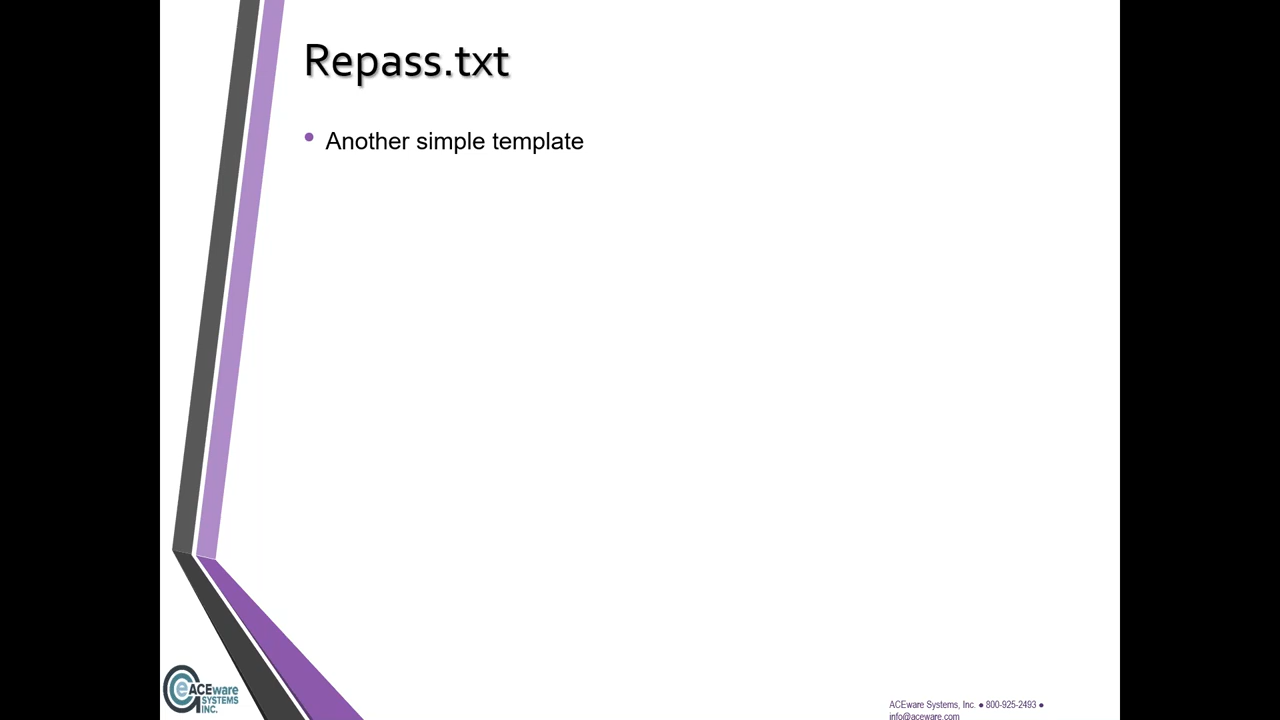 Repass.txt
• Another simple template
ACEware
SYSTEMS
INC.
ACEware Systems, Inc. ● 800-925-2493 ●
info@aceware.com